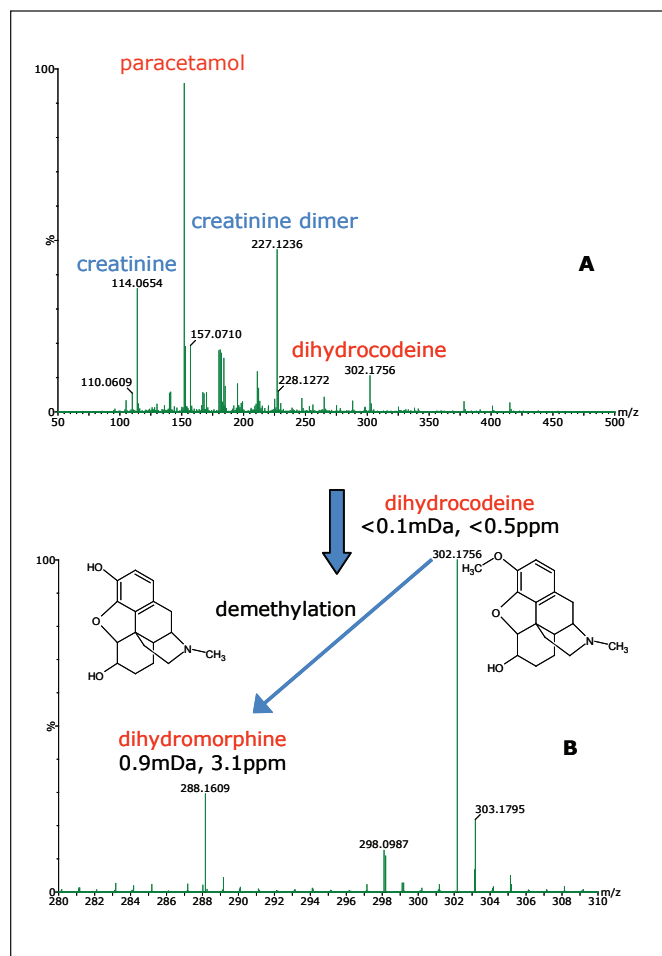 paracetamol
100
creatinine dimer
227.1236
%
creatinine
114.0654
A
157.0710
dihydrocodeine
302.1756
110.0609
228.1272
0
50 100 150 200 250 300 350 400 450 500 m/z
dihydrocodeine
<0.1mDa, <0.5ppm
100
302.1756
HO
O
H₃C
demethylation
O
O
N
CH₃
N
CH₃
HO
HO
%
dihydromorphine
B
0.9mDa, 3.1ppm
288.1609
303.1795
298.0987
0
280 282 284 286 288 290 292 294 296 298 300 302 304 306 308 310 m/z